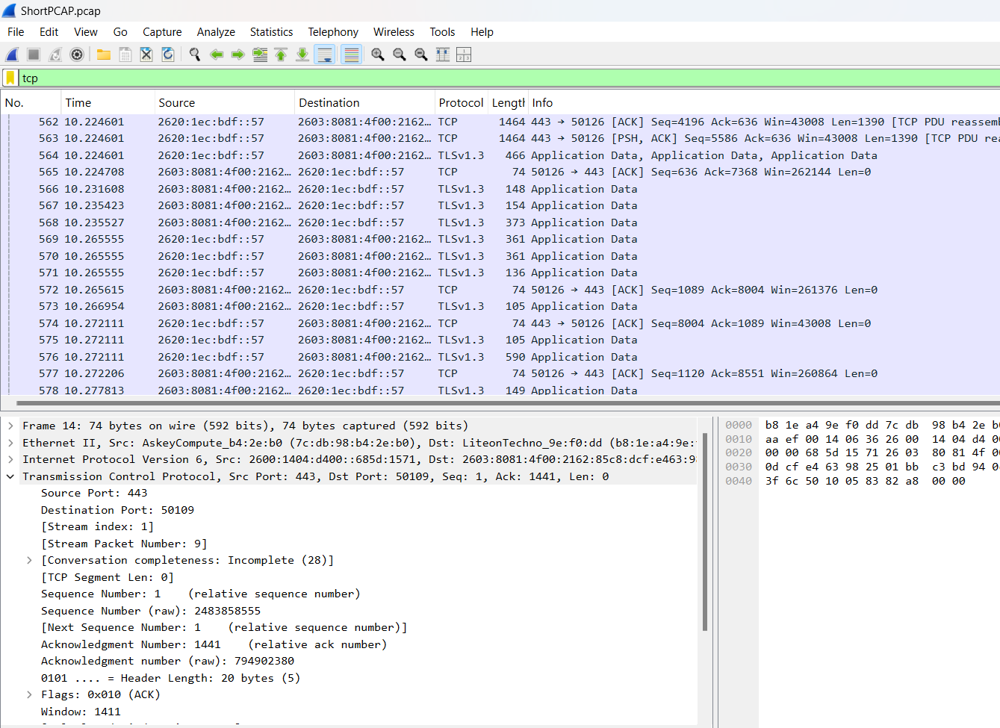 ShortPCAP.pcap
File Edit View Go Capture Analyze Statistics Telephony Wireless Tools Help
tcp
No. Time Source Destination Protocol Length Info
562 10.224601 2620:1ec:bdf::57 2603:8081:4f00:2162… TCP 1464 443 → 50126 [ACK] Seq=4196 Ack=636 Win=43008 Len=1390 [TCP PDU reassemb
563 10.224601 2620:1ec:bdf::57 2603:8081:4f00:2162… TCP 1464 443 → 50126 [PSH, ACK] Seq=5586 Ack=636 Win=43008 Len=1390 [TCP PDU rea
564 10.224601 2620:1ec:bdf::57 2603:8081:4f00:2162… TLSv1.3 466 Application Data, Application Data, Application Data
565 10.224708 2603:8081:4f00:2162… 2620:1ec:bdf::57 TCP 74 50126 → 443 [ACK] Seq=636 Ack=7368 Win=262144 Len=0
566 10.231608 2603:8081:4f00:2162… 2620:1ec:bdf::57 TLSv1.3 148 Application Data
567 10.235423 2603:8081:4f00:2162… 2620:1ec:bdf::57 TLSv1.3 154 Application Data
568 10.235527 2603:8081:4f00:2162… 2620:1ec:bdf::57 TLSv1.3 373 Application Data
569 10.265555 2620:1ec:bdf::57 2603:8081:4f00:2162… TLSv1.3 361 Application Data
570 10.265555 2620:1ec:bdf::57 2603:8081:4f00:2162… TLSv1.3 361 Application Data
571 10.265555 2620:1ec:bdf::57 2603:8081:4f00:2162… TLSv1.3 136 Application Data
572 10.265615 2603:8081:4f00:2162… 2620:1ec:bdf::57 TCP 74 50126 → 443 [ACK] Seq=1089 Ack=8004 Win=261376 Len=0
573 10.266954 2603:8081:4f00:2162… 2620:1ec:bdf::57 TLSv1.3 105 Application Data
574 10.272111 2620:1ec:bdf::57 2603:8081:4f00:2162… TCP 74 443 → 50126 [ACK] Seq=8004 Ack=1089 Win=43008 Len=0
575 10.272111 2620:1ec:bdf::57 2603:8081:4f00:2162… TLSv1.3 105 Application Data
576 10.272111 2620:1ec:bdf::57 2603:8081:4f00:2162… TLSv1.3 590 Application Data
577 10.272206 2603:8081:4f00:2162… 2620:1ec:bdf::57 TCP 74 50126 → 443 [ACK] Seq=1120 Ack=8551 Win=260864 Len=0
578 10.277813 2603:8081:4f00:2162… 2620:1ec:bdf::57 TLSv1.3 149 Application Data
Frame 14: 74 bytes on wire (592 bits), 74 bytes captured (592 bits)
Ethernet II, Src: AskeyCompute_b4:2e:b0 (7c:db:98:b4:2e:b0), Dst: LiteonTechno_9e:f0:dd (b8:1e:a4:9e:
Internet Protocol Version 6, Src: 2600:1404:d400::685d:1571, Dst: 2603:8081:4f00:2162:85c8:dcf:e463:98
Transmission Control Protocol, Src Port: 443, Dst Port: 50109, Seq: 1, Ack: 1441, Len: 0
Source Port: 443
Destination Port: 50109
[Stream index: 1]
[Stream Packet Number: 9]
[Conversation completeness: Incomplete (28)]
[TCP Segment Len: 0]
Sequence Number: 1 (relative sequence number)
Sequence Number (raw): 2483858555
[Next Sequence Number: 1 (relative sequence number)]
Acknowledgment Number: 1441 (relative ack number)
Acknowledgment number (raw): 794902380
0101 .... = Header Length: 20 bytes (5)
Flags: 0x010 (ACK)
Window: 1411
0000 b8 1e a4 9e f0 dd 7c db 98 b4 2e b0
0010 aa ef 00 14 06 36 26 00 14 04 d4 00
0020 00 00 68 5d 15 71 26 03 80 81 4f 00
0030 0d cf e4 63 98 25 01 bb c3 bd 94 0
0040 3f 6c 50 10 05 83 82 a8 00 00